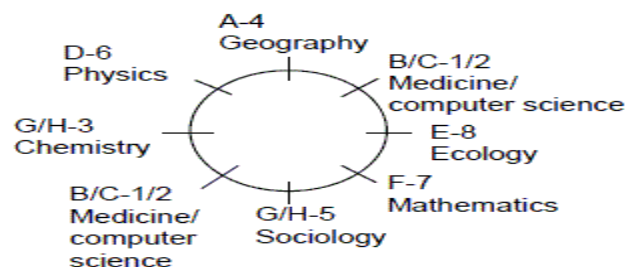 A-4
Geography
D-6
Physics
B/C-1/2
Medicine/
computer science
G/H-3
Chemistry
E-8
Ecology
F-7
Mathematics
B/C-1/2
Medicine/
computer
science
G/H-5
Sociology